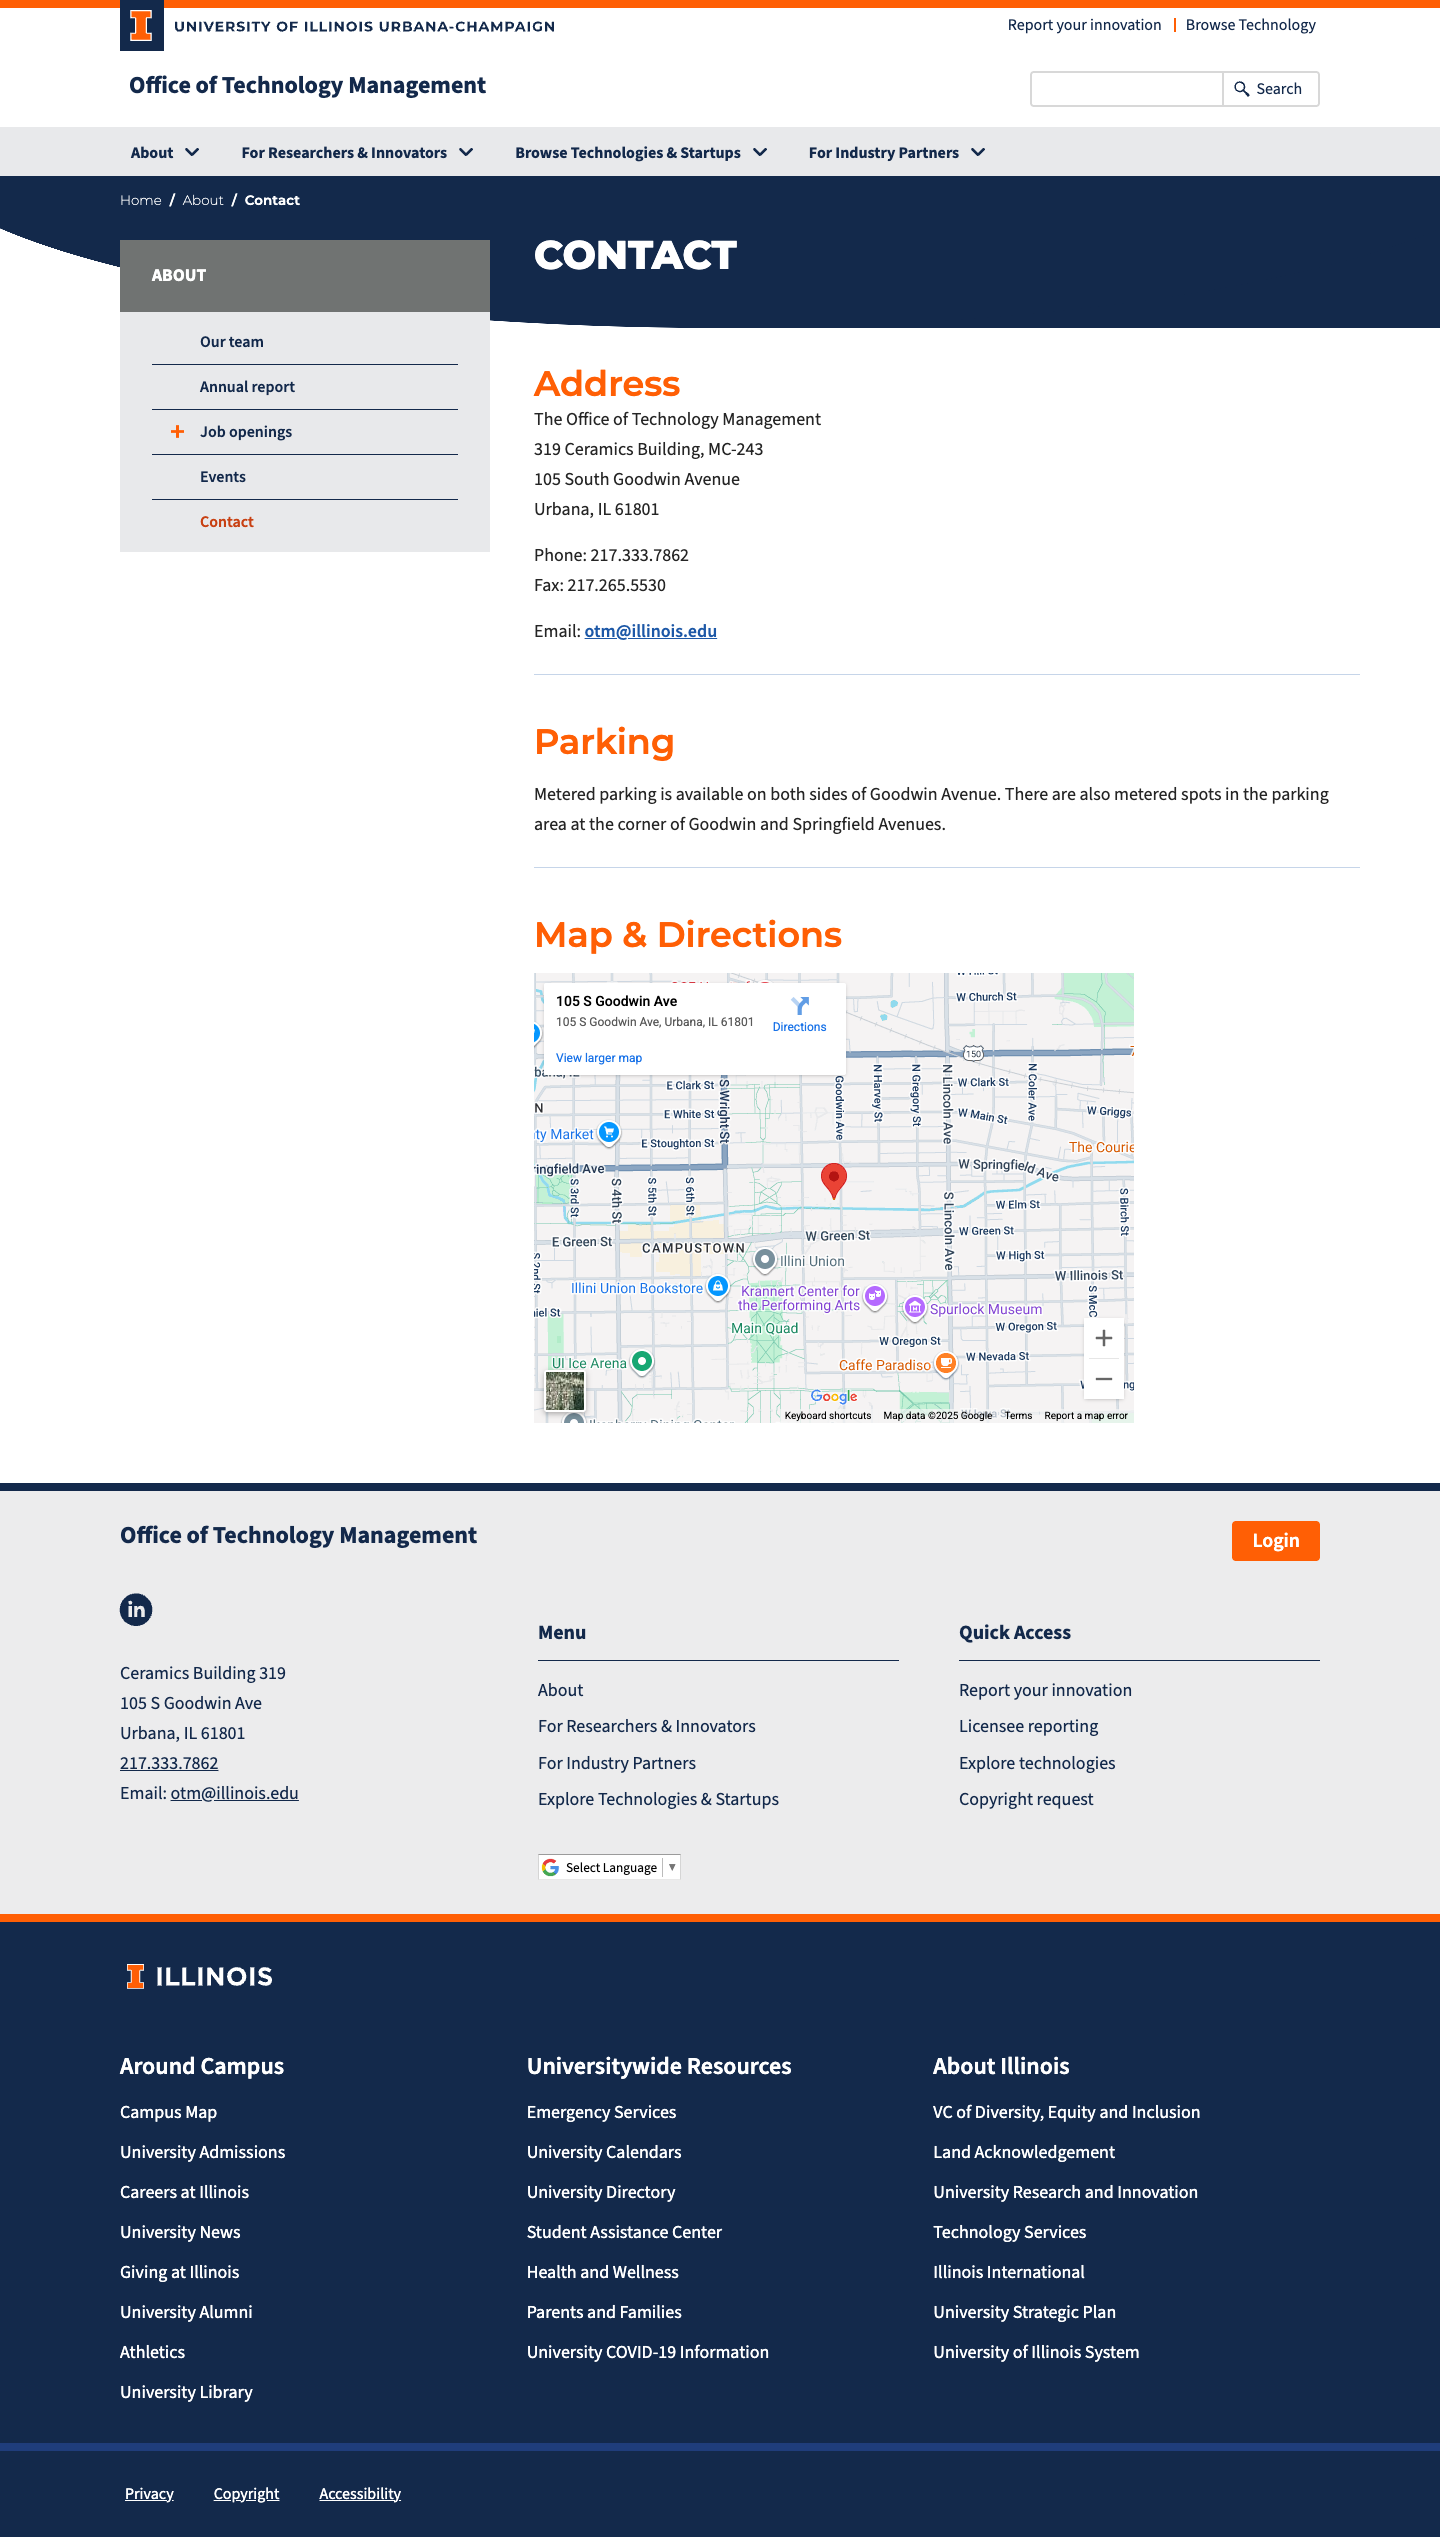 UNIVERSITY OF ILLINOIS URBANA-CHAMPAIGN
Report your innovation
Browse Technology
Office of Technology Management
Search
About
For Researchers & Innovators
Browse Technologies & Startups
For Industry Partners
Home / About / Contact
CONTACT
ABOUT
Our team
Annual report
Job openings
Events
Contact
Address
The Office of Technology Management
319 Ceramics Building, MC-243
105 South Goodwin Avenue
Urbana, IL 61801
Phone: 217.333.7862
Fax: 217.265.5530
Email: otm@illinois.edu
Parking
Metered parking is available on both sides of Goodwin Avenue. There are also metered spots in the parking
area at the corner of Goodwin and Springfield Avenues.
Map & Directions
105 S Goodwin Ave
105 S Goodwin Ave, Urbana, IL 61801
Directions
View larger map
W Church St
150
E Clark St
S Wright St
Goodwin Ave
N Harvey St
N Gregory St
N Lincoln Ave
W Clark St
N Coler Ave
E White St
W Main St
W Griggs
ty Market
E Stoughton St
The Courie
ringfield Ave
W Springfield Ave
S 3rd St
S 4th St
S 5th St
S 6th St
S Lincoln Ave
W Elm St
S Birch St
E Green St
CAMPUSTOWN
W Green St
W Green St
Illini Union
W High St
W Illinois St
Illini Union Bookstore
Krannert Center for
the Performing Arts
Spurlock Museum
S McC
niel St
Main Quad
W Oregon St
W Oregon St
UI Ice Arena
Caffe Paradiso
W Nevada St
Google
Keyboard shortcuts
Map data ©2025 Google
Terms
Report a map error
Office of Technology Management
Login
in
Ceramics Building 319
105 S Goodwin Ave
Urbana, IL 61801
217.333.7862
Email: otm@illinois.edu
Menu
About
For Researchers & Innovators
For Industry Partners
Explore Technologies & Startups
Select Language
Quick Access
Report your innovation
Licensee reporting
Explore technologies
Copyright request
ILLINOIS
Around Campus
Campus Map
University Admissions
Careers at Illinois
University News
Giving at Illinois
University Alumni
Athletics
University Library
Universitywide Resources
Emergency Services
University Calendars
University Directory
Student Assistance Center
Health and Wellness
Parents and Families
University COVID-19 Information
About Illinois
VC of Diversity, Equity and Inclusion
Land Acknowledgement
University Research and Innovation
Technology Services
Illinois International
University Strategic Plan
University of Illinois System
Privacy
Copyright
Accessibility